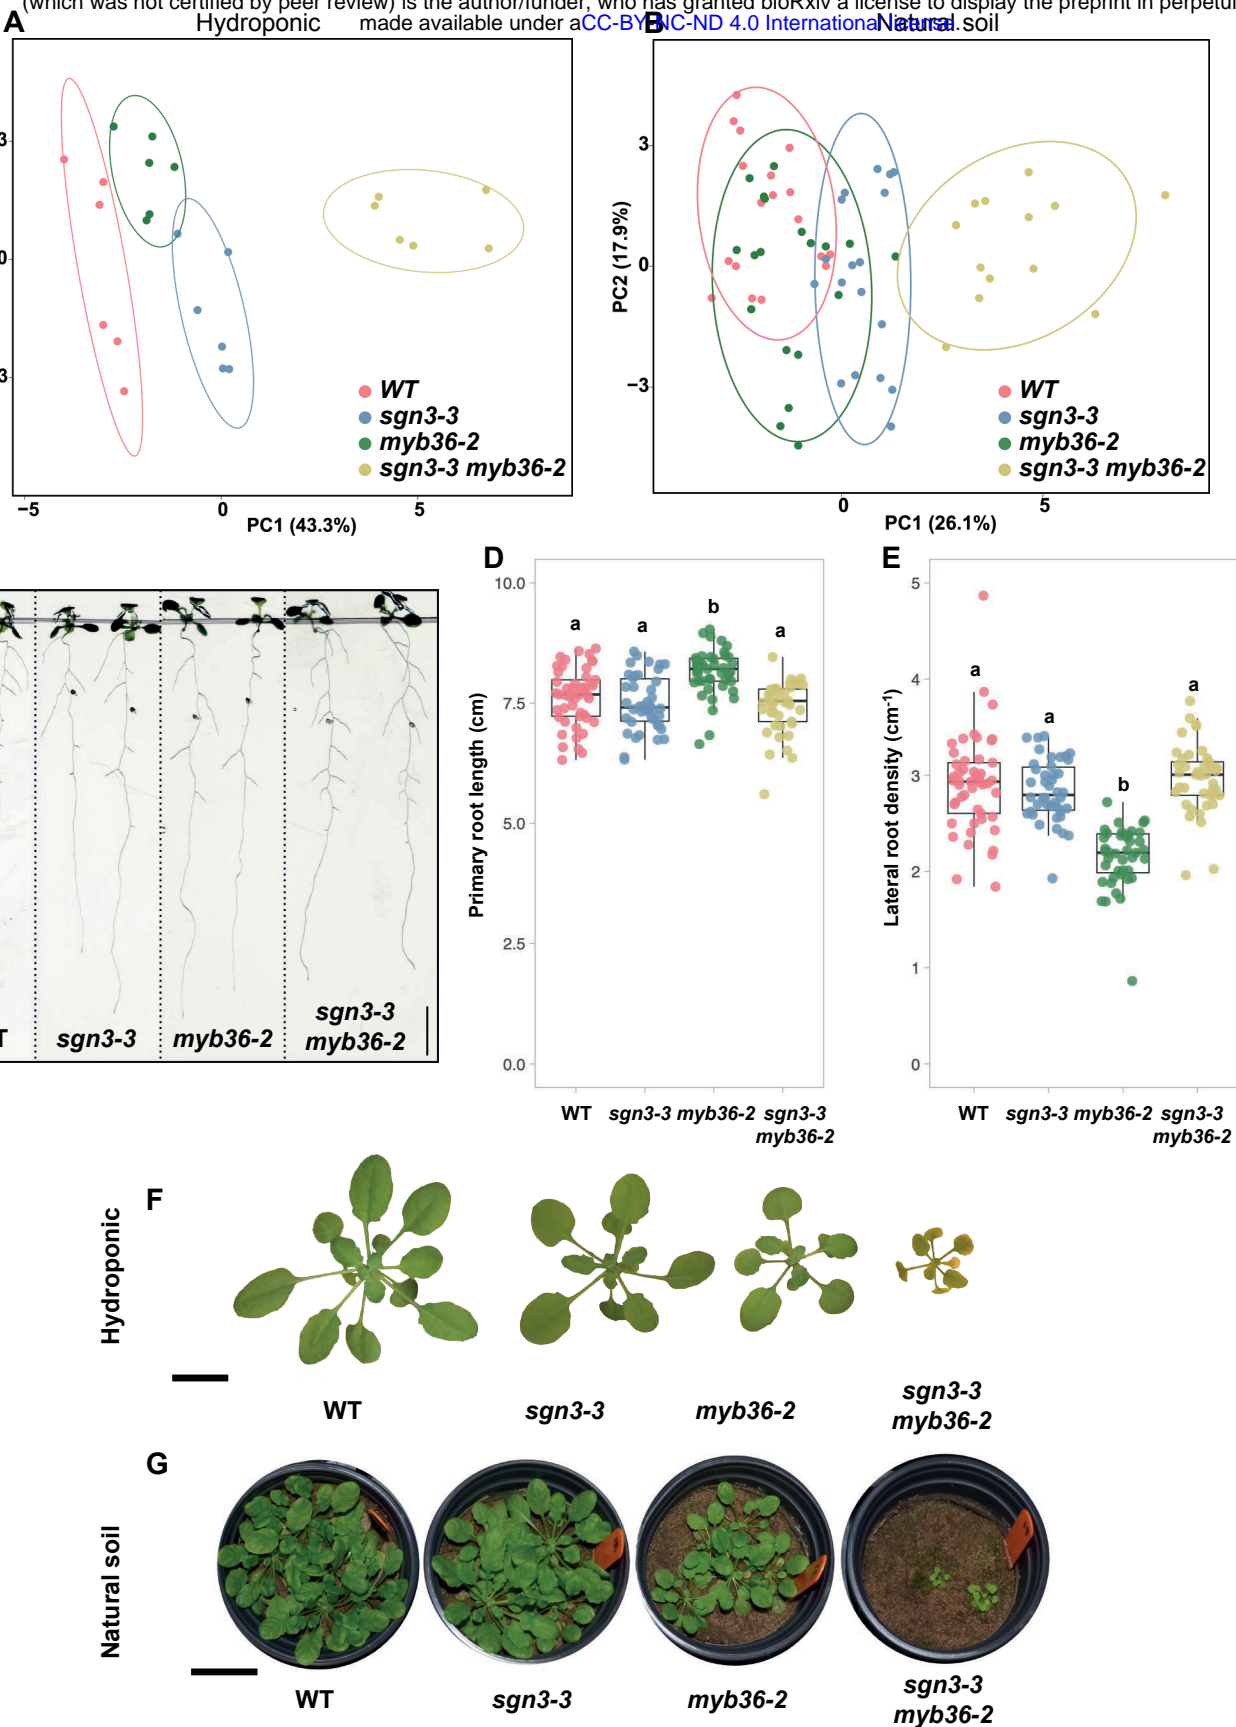 (which was not certified by peer review) is the author/funder, who has granted bioRxiv a license to display the preprint in
made available under aCC-BY-NC-ND 4.0 International license.
A
Hydroponic
B
Natural soil
3
0
3
WT
sgn3-3
myb36-2
sgn3-3 myb36-2
−5
0
5
PC1 (43.3%)
PC2 (17.9%)
3
0
−3
WT
sgn3-3
myb36-2
sgn3-3 myb36-2
0
5
PC1 (26.1%)
sgn3-3
myb36-2
sgn3-3
myb36-2
D
Primary root length (cm)
10.0
7.5
5.0
2.5
0.0
a
a
b
a
WT
sgn3-3
myb36-2
sgn3-3
myb36-2
E
Lateral root density (cm-1)
5
4
3
2
1
0
a
a
b
a
WT
sgn3-3
myb36-2
sgn3-3
myb36-2
F
Hydroponic
WT
sgn3-3
myb36-2
sgn3-3
myb36-2
G
Natural soil
WT
sgn3-3
myb36-2
sgn3-3
myb36-2